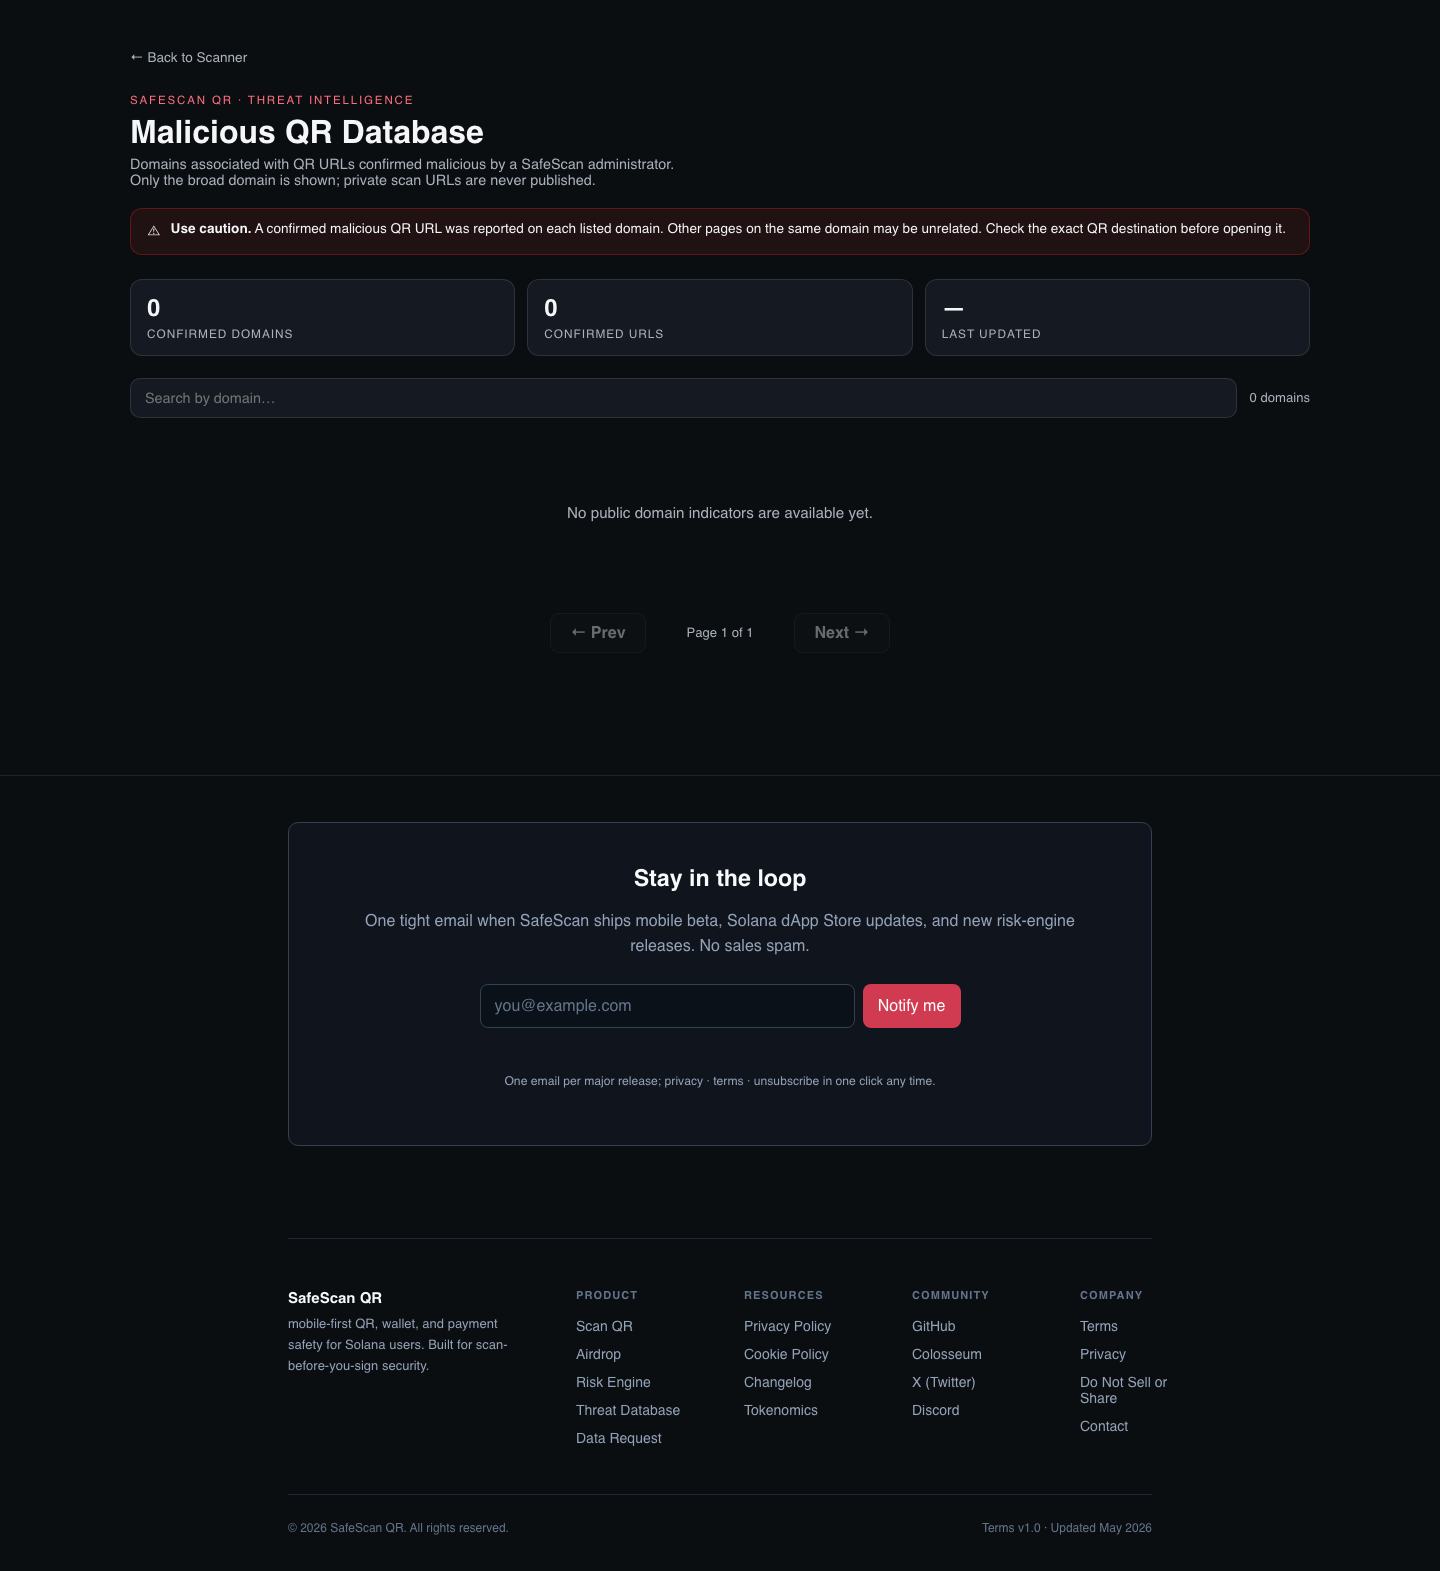 ← Back to Scanner
SAFESCAN QR · THREAT INTELLIGENCE
Malicious QR Database
Domains associated with QR URLs confirmed malicious by a SafeScan administrator.
Only the broad domain is shown; private scan URLs are never published.
⚠ Use caution. A confirmed malicious QR URL was reported on each listed domain. Other pages on the same domain may be unrelated. Check the exact QR destination before opening it.
0
CONFIRMED DOMAINS
0
CONFIRMED URLS
—
LAST UPDATED
Search by domain…
0 domains
No public domain indicators are available yet.
← Prev
Page 1 of 1
Next →
Stay in the loop
One tight email when SafeScan ships mobile beta, Solana dApp Store updates, and new risk-engine
releases. No sales spam.
you@example.com
Notify me
One email per major release; privacy · terms · unsubscribe in one click any time.
SafeScan QR
mobile-first QR, wallet, and payment
safety for Solana users. Built for scan-
before-you-sign security.
PRODUCT
Scan QR
Airdrop
Risk Engine
Threat Database
Data Request
RESOURCES
Privacy Policy
Cookie Policy
Changelog
Tokenomics
COMMUNITY
GitHub
Colosseum
X (Twitter)
Discord
COMPANY
Terms
Privacy
Do Not Sell or
Share
Contact
© 2026 SafeScan QR. All rights reserved.
Terms v1.0 · Updated May 2026